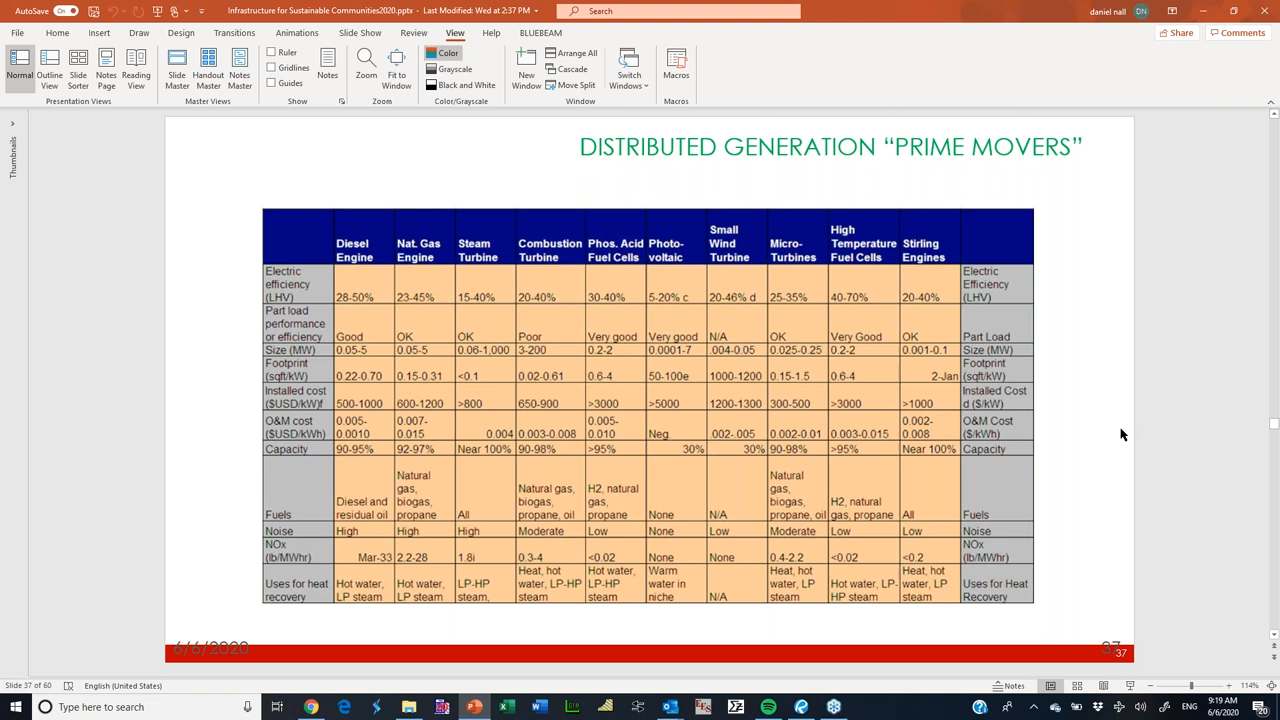 AutoSave On Infrastructure for Sustainable Communities2020.pptx • Last Modified: Wed at 2:37 PM Search daniel nall DN
File Home Insert Draw Design Transitions Animations Slide Show Review View Help BLUEBEAM Share Comments
Normal Outline View Slide Sorter Notes Page Reading View
Presentation Views
Slide Master Handout Master Notes Master
Master Views
Ruler
Gridlines
Guides
Notes
Show
Zoom Fit to Window
Zoom
Color
Grayscale
Black and White
Color/Grayscale
New Window
Arrange All
Cascade
Move Split
Switch Windows
Window
Macros
Macros
Thumbnails
DISTRIBUTED GENERATION “PRIME MOVERS”
Diesel Engine Nat. Gas Engine Steam Turbine Combustion Turbine Phos. Acid Fuel Cells Photo-voltaic Small Wind Turbine Micro-Turbines High Temperature Fuel Cells Stirling Engines
Electric efficiency (LHV) 28-50% 23-45% 15-40% 20-40% 30-40% 5-20% c 20-46% d 25-35% 40-70% 20-40% Electric Efficiency (LHV)
Part load performance or efficiency Good OK OK Poor Very good Very good N/A OK Very Good OK Part Load
Size (MW) 0.05-5 0.05-5 0.06-1,000 3-200 0.2-2 0.0001-7 .004-0.05 0.025-0.25 0.2-2 0.001-0.1 Size (MW)
Footprint (sqft/kW) 0.22-0.70 0.15-0.31 <0.1 0.02-0.61 0.6-4 50-100e 1000-1200 0.15-1.5 0.6-4 2-Jan Footprint (sqft/kW)
Installed cost ($USD/kW)f 500-1000 600-1200 >800 650-900 >3000 >5000 1200-1300 300-500 >3000 >1000 Installed Cost d ($/kW)
O&M cost ($USD/kWh) 0.005-0.0010 0.007-0.015 0.004 0.003-0.008 0.005-0.010 Neg 002-.005 0.002-0.01 0.003-0.015 0.002-0.008 O&M Cost ($/kWh)
Capacity 90-95% 92-97% Near 100% 90-98% >95% 30% 30% 90-98% >95% Near 100% Capacity
Fuels Diesel and residual oil Natural gas, biogas, propane All Natural gas, biogas, propane, oil H2, natural gas, propane None N/A Natural gas, biogas, propane, oil H2, natural gas, propane All Fuels
Noise High High High Moderate Low None Low Moderate Low Low Noise
NOx (lb/MWhr) Mar-33 2.2-28 1.8i 0.3-4 <0.02 None None 0.4-2.2 <0.02 <0.2 NOx (lb/MWhr)
Uses for heat recovery Hot water, LP steam Hot water, LP steam LP-HP steam, Heat, hot water, LP-HP steam Hot water, LP-HP steam Warm water in niche N/A Heat, hot water, LP steam Hot water, LP-HP steam Heat, hot water, LP steam Uses for Heat Recovery
6/6/2020 37
37
Slide 37 of 60 English (United States) Notes 114%
Type here to search 9:19 AM
6/6/2020 20